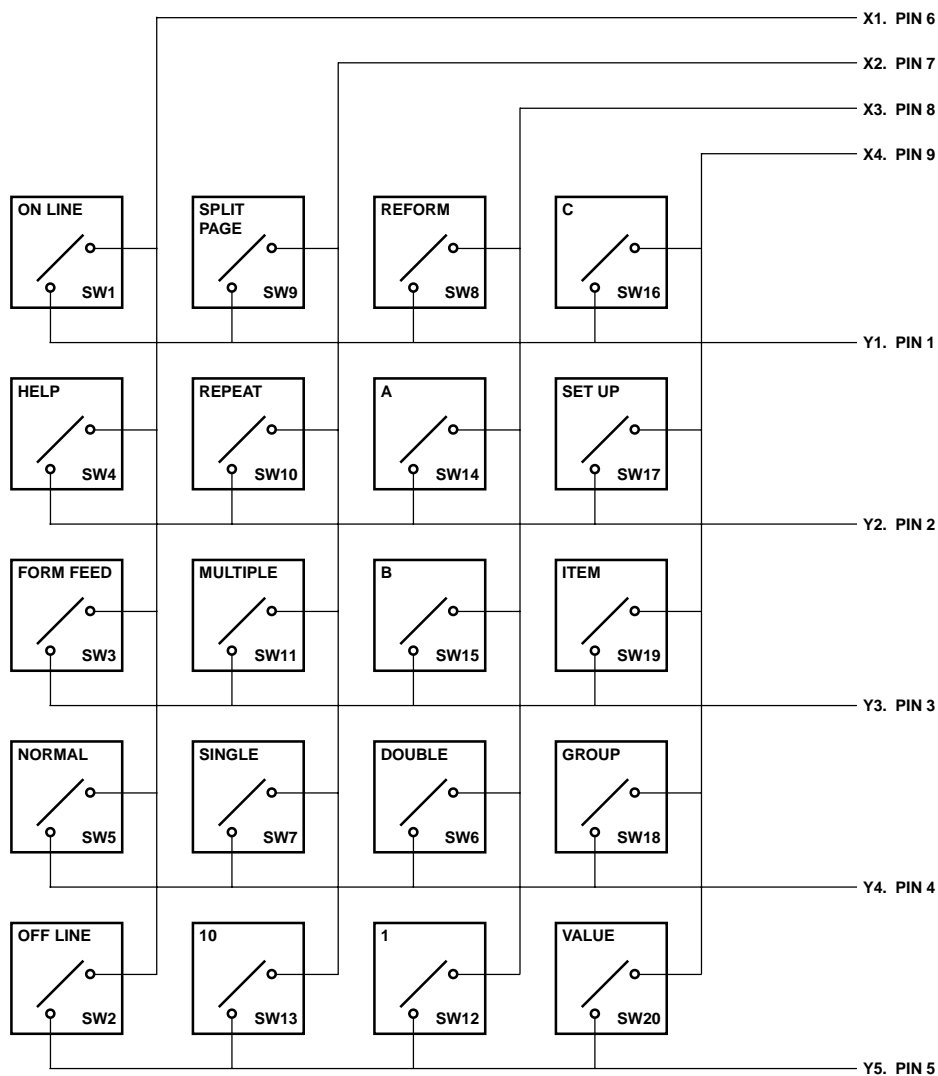 X1. PIN 6
X2. PIN 7
X3. PIN 8
X4. PIN 9
ON LINE
SW1
SPLIT
PAGE
SW9
REFORM
SW8
C
SW16
Y1. PIN 1
HELP
SW4
REPEAT
SW10
A
SW14
SET UP
SW17
Y2. PIN 2
FORM FEED
SW3
MULTIPLE
SW11
B
SW15
ITEM
SW19
Y3. PIN 3
NORMAL
SW5
SINGLE
SW7
DOUBLE
SW6
GROUP
SW18
Y4. PIN 4
OFF LINE
SW2
10
SW13
1
SW12
VALUE
SW20
Y5. PIN 5